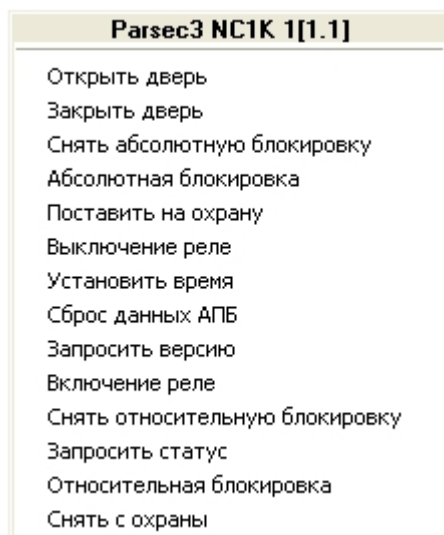 Parsec3 NC1K 1[1.1]
Открыть дверь
Закрыть дверь
Снять абсолютную блокировку
Абсолютная блокировка
Поставить на охрану
Выключение реле
Установить время
Сброс данных АПБ
Запросить версию
Включение реле
Снять относительную блокировку
Запросить статус
Относительная блокировка
Снять с охраны